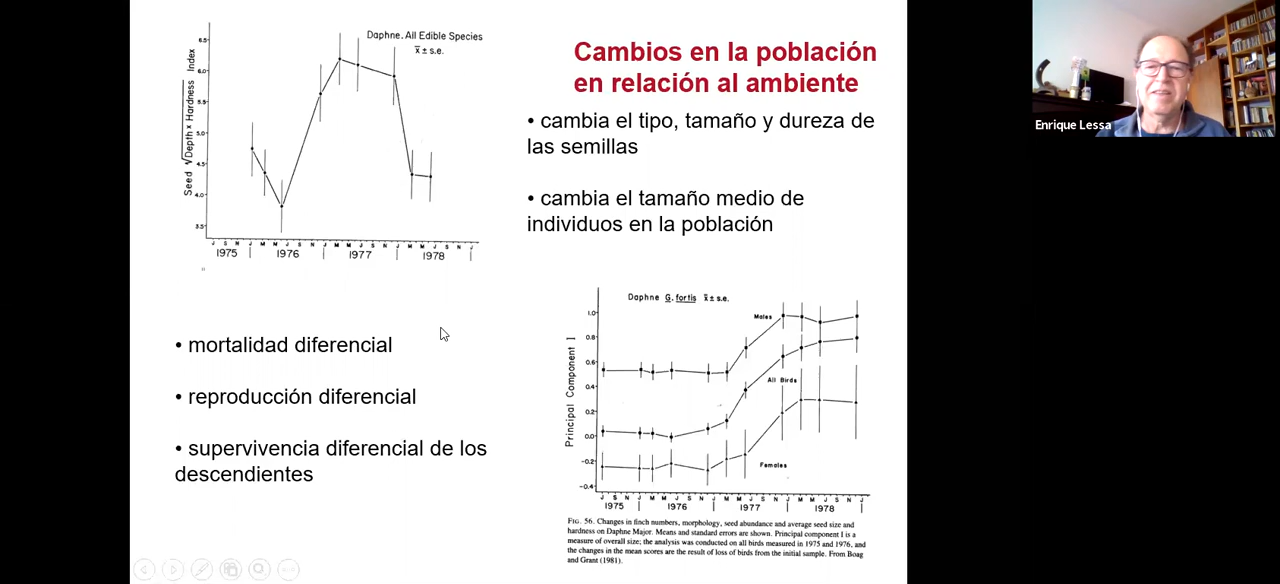 Daphne. All Edible Species
x̄ ± s.e.
Seed √Depth x Hardness Index
6.5
6.0
5.5
5.0
4.5
4.0
3.5
J S N J M M J S N J M M J S N J M M J S N J
1975 | 1976 | 1977 | 1978 |
Cambios en la población
en relación al ambiente
• cambia el tipo, tamaño y dureza de
las semillas
• cambia el tamaño medio de
individuos en la población
Enrique Lessa
• mortalidad diferencial
• reproducción diferencial
• supervivencia diferencial de los
descendientes
Daphne G. fortis x̄ ± s.e.
Principal Component I
1.0
0.8
0.6
0.4
0.2
0.0
-0.2
-0.4
Males
All Birds
Females
J S N J M M J S N J M M J S N J M M J S N J
1975 | 1976 | 1977 | 1978 |
FIG. 56. Changes in finch numbers, morphology, seed abundance and average seed size and
hardness on Daphne Major. Means and standard errors are shown. Principal component I is a
measure of overall size; the analysis was conducted on all birds measured in 1975 and 1976, and
the changes in the mean scores are the result of loss of birds from the initial sample. From Boag
and Grant (1981).